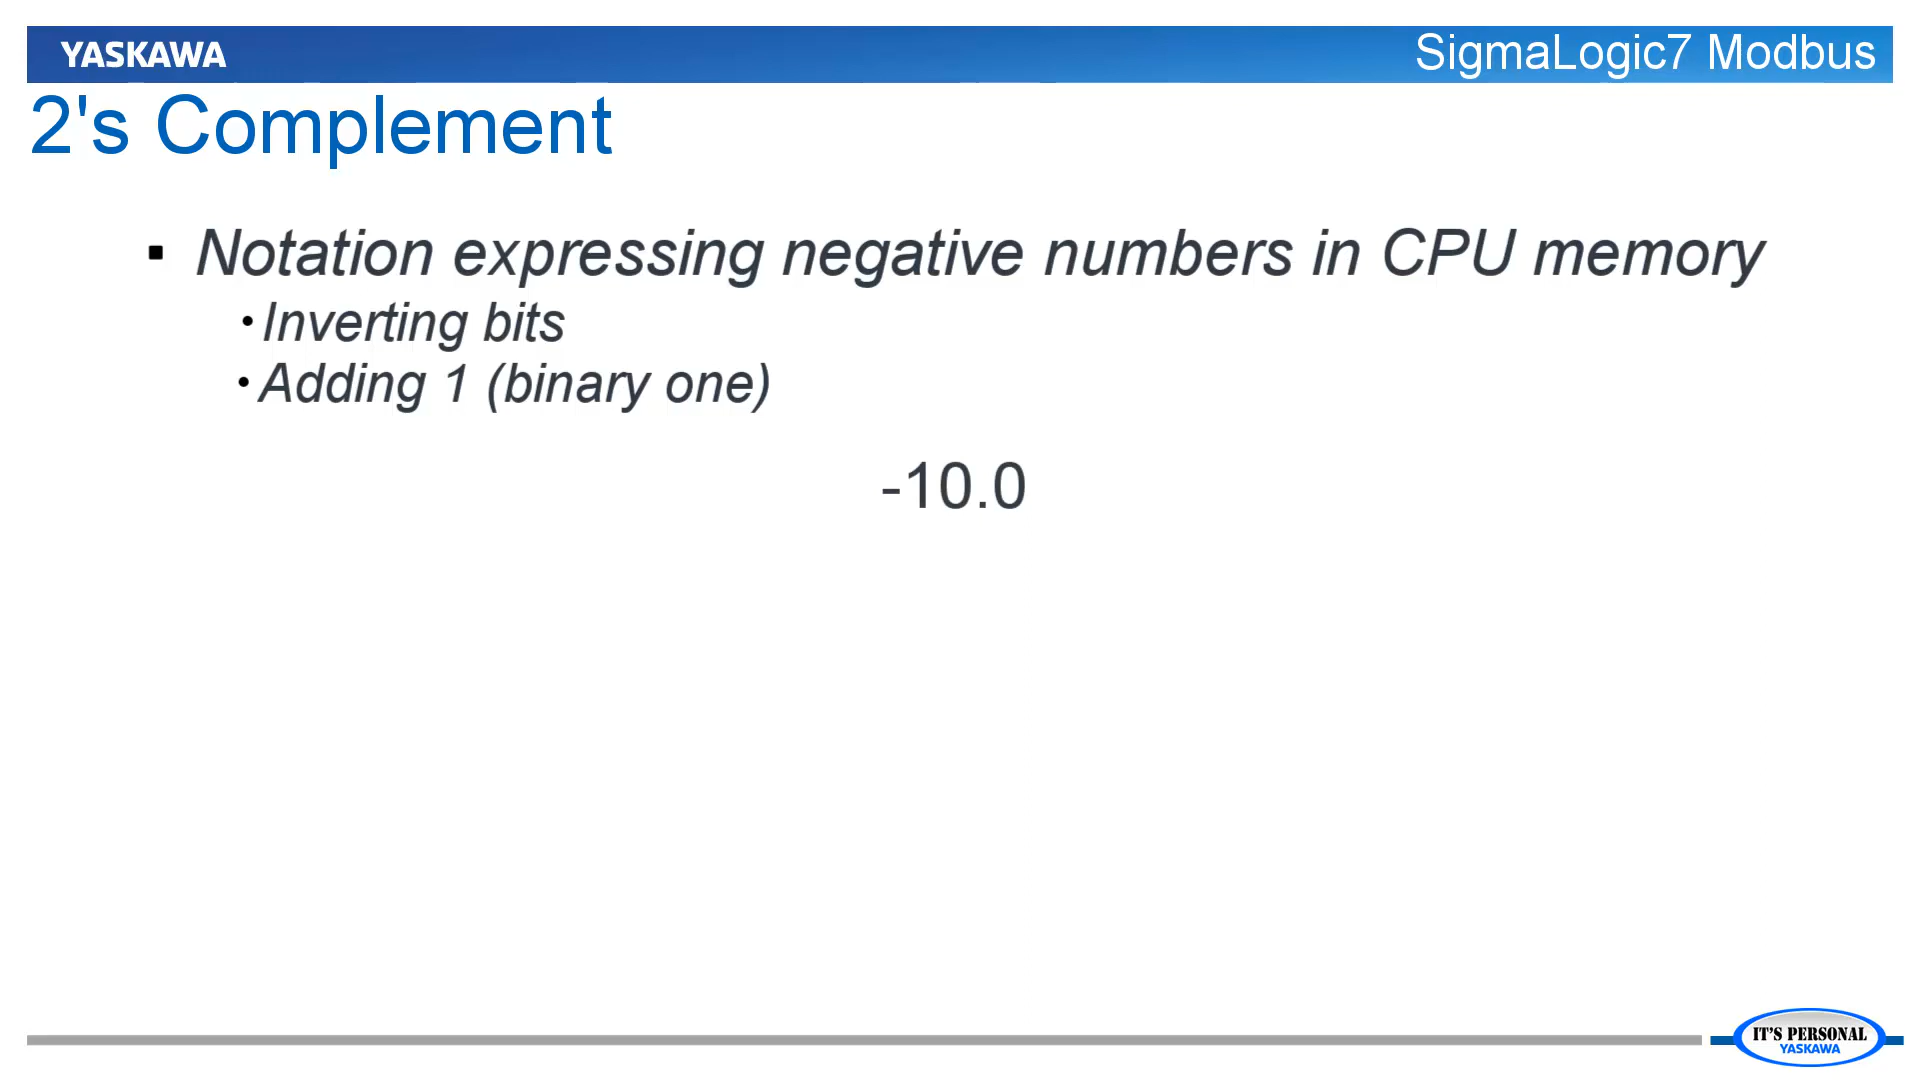 YASKAWA
SigmaLogic7 Modbus
2's Complement
▪ Notation expressing negative numbers in CPU memory
• Inverting bits
• Adding 1 (binary one)
-10.0
IT'S PERSONAL
YASKAWA